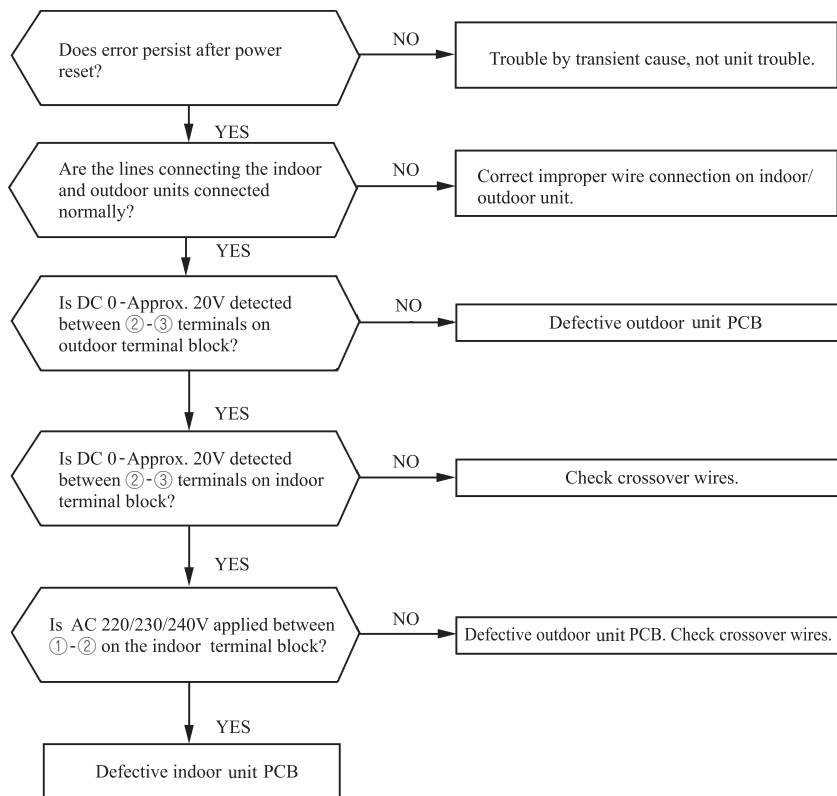 Does error persist after power
reset?
NO
Trouble by transient cause, not unit trouble.
YES
Are the lines connecting the indoor
and outdoor units connected
normally?
NO
Correct improper wire connection on indoor/
outdoor unit.
YES
Is DC 0-Approx. 20V detected
between ②-③ terminals on
outdoor terminal block?
NO
Defective outdoor unit PCB
YES
Is DC 0-Approx. 20V detected
between ②-③ terminals on indoor
terminal block?
NO
Check crossover wires.
YES
Is AC 220/230/240V applied between
①-② on the indoor terminal block?
NO
Defective outdoor unit PCB. Check crossover wires.
YES
Defective indoor unit PCB